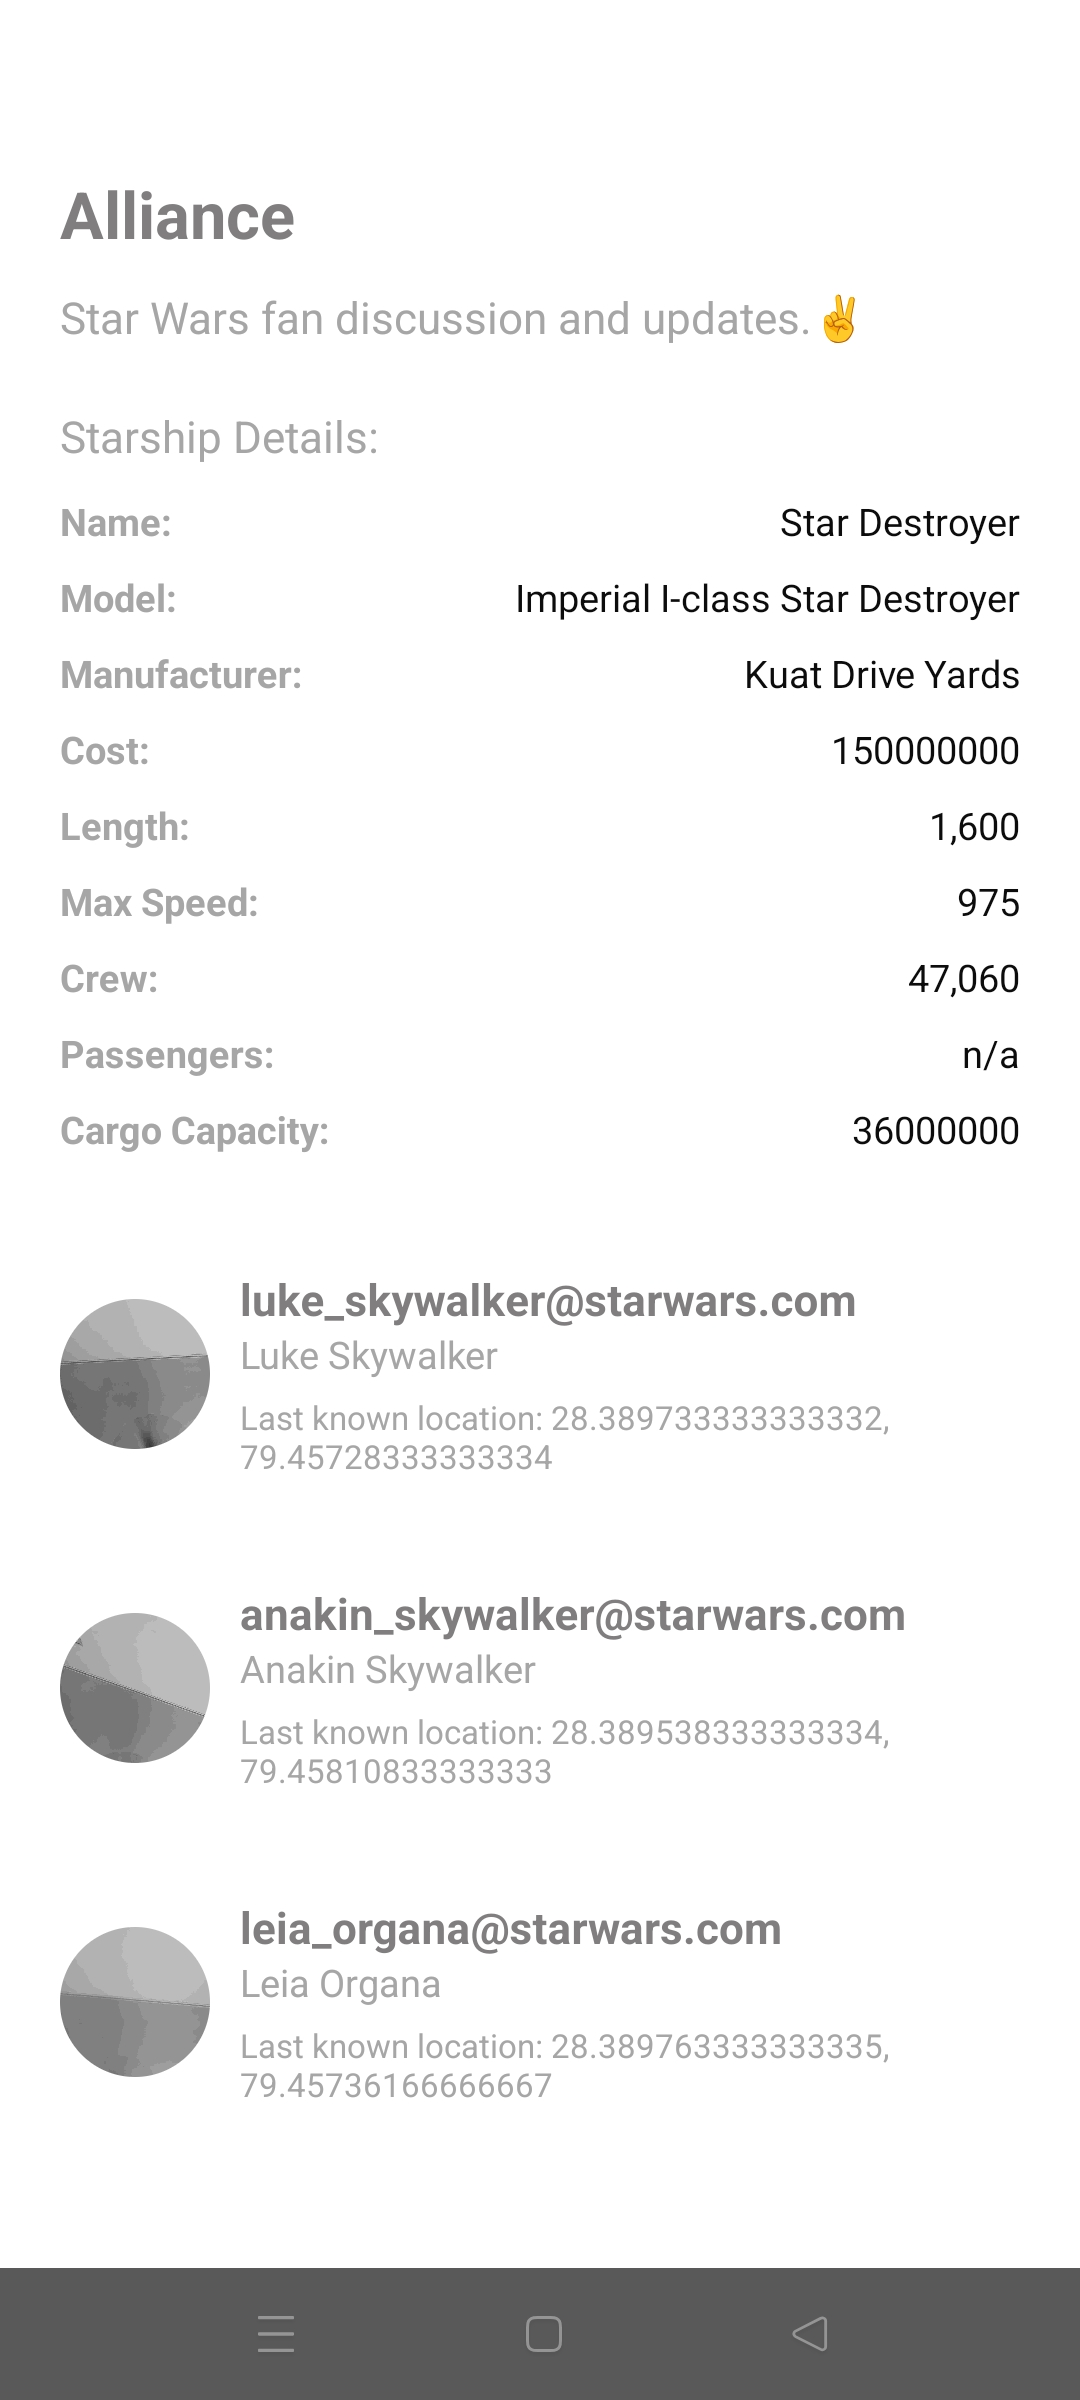 Alliance
Star Wars fan discussion and updates.✌️
Starship Details:
Name: Star Destroyer
Model: Imperial I-class Star Destroyer
Manufacturer: Kuat Drive Yards
Cost: 150000000
Length: 1,600
Max Speed: 975
Crew: 47,060
Passengers: n/a
Cargo Capacity: 36000000
luke_skywalker@starwars.com
Luke Skywalker
Last known location: 28.389733333333332,
79.45728333333334
anakin_skywalker@starwars.com
Anakin Skywalker
Last known location: 28.389538333333334,
79.45810833333333
leia_organa@starwars.com
Leia Organa
Last known location: 28.389763333333335,
79.45736166666667